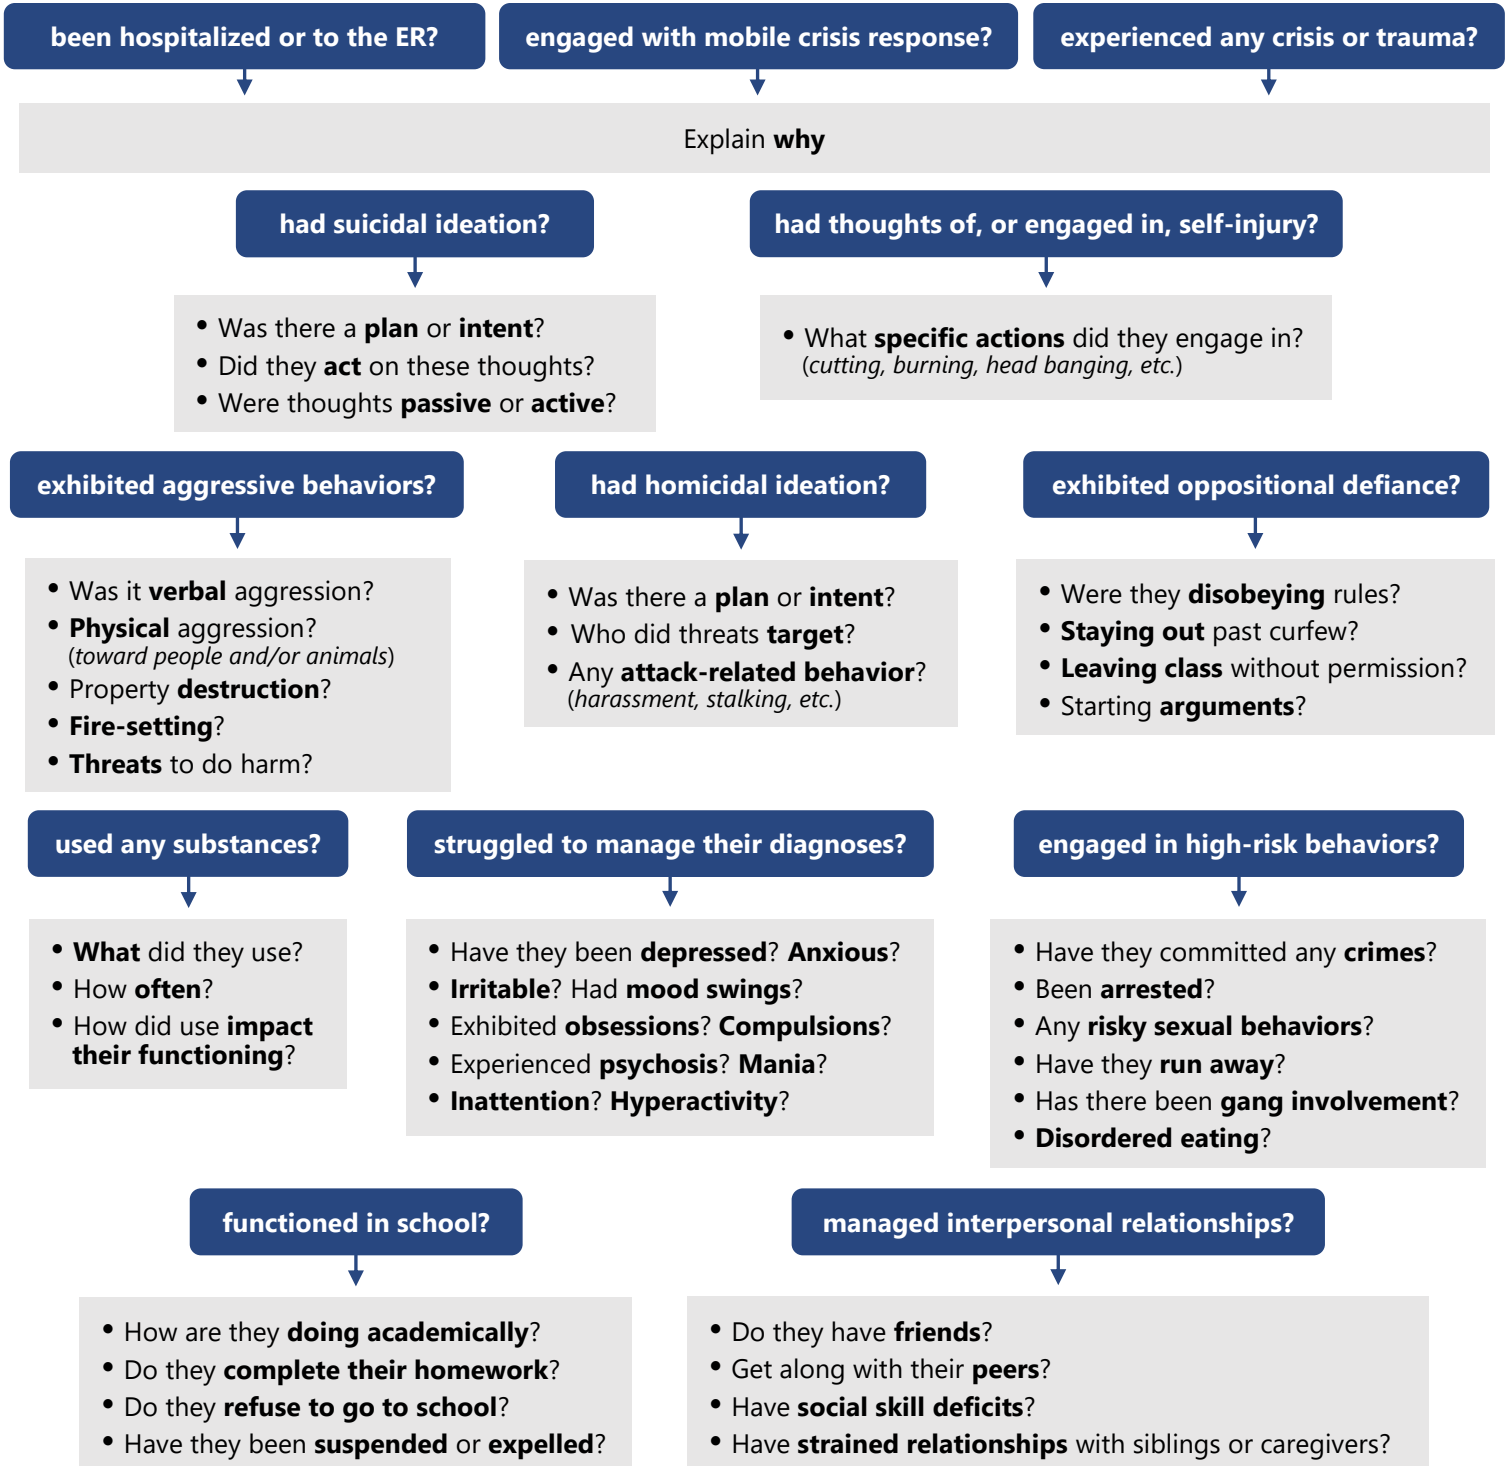 been hospitalized or to the ER?
engaged with mobile crisis response?
experienced any crisis or trauma?
Explain why
had suicidal ideation?
• Was there a plan or intent?
• Did they act on these thoughts?
• Were thoughts passive or active?
had thoughts of, or engaged in, self-injury?
• What specific actions did they engage in?
(cutting, burning, head banging, etc.)
exhibited aggressive behaviors?
• Was it verbal aggression?
• Physical aggression?
(toward people and/or animals)
• Property destruction?
• Fire-setting?
• Threats to do harm?
had homicidal ideation?
• Was there a plan or intent?
• Who did threats target?
• Any attack-related behavior?
(harassment, stalking, etc.)
exhibited oppositional defiance?
• Were they disobeying rules?
• Staying out past curfew?
• Leaving class without permission?
• Starting arguments?
used any substances?
• What did they use?
• How often?
• How did use impact
their functioning?
struggled to manage their diagnoses?
• Have they been depressed? Anxious?
• Irritable? Had mood swings?
• Exhibited obsessions? Compulsions?
• Experienced psychosis? Mania?
• Inattention? Hyperactivity?
engaged in high-risk behaviors?
• Have they committed any crimes?
• Been arrested?
• Any risky sexual behaviors?
• Have they run away?
• Has there been gang involvement?
• Disordered eating?
functioned in school?
• How are they doing academically?
• Do they complete their homework?
• Do they refuse to go to school?
• Have they been suspended or expelled?
managed interpersonal relationships?
• Do they have friends?
• Get along with their peers?
• Have social skill deficits?
• Have strained relationships with siblings or caregivers?